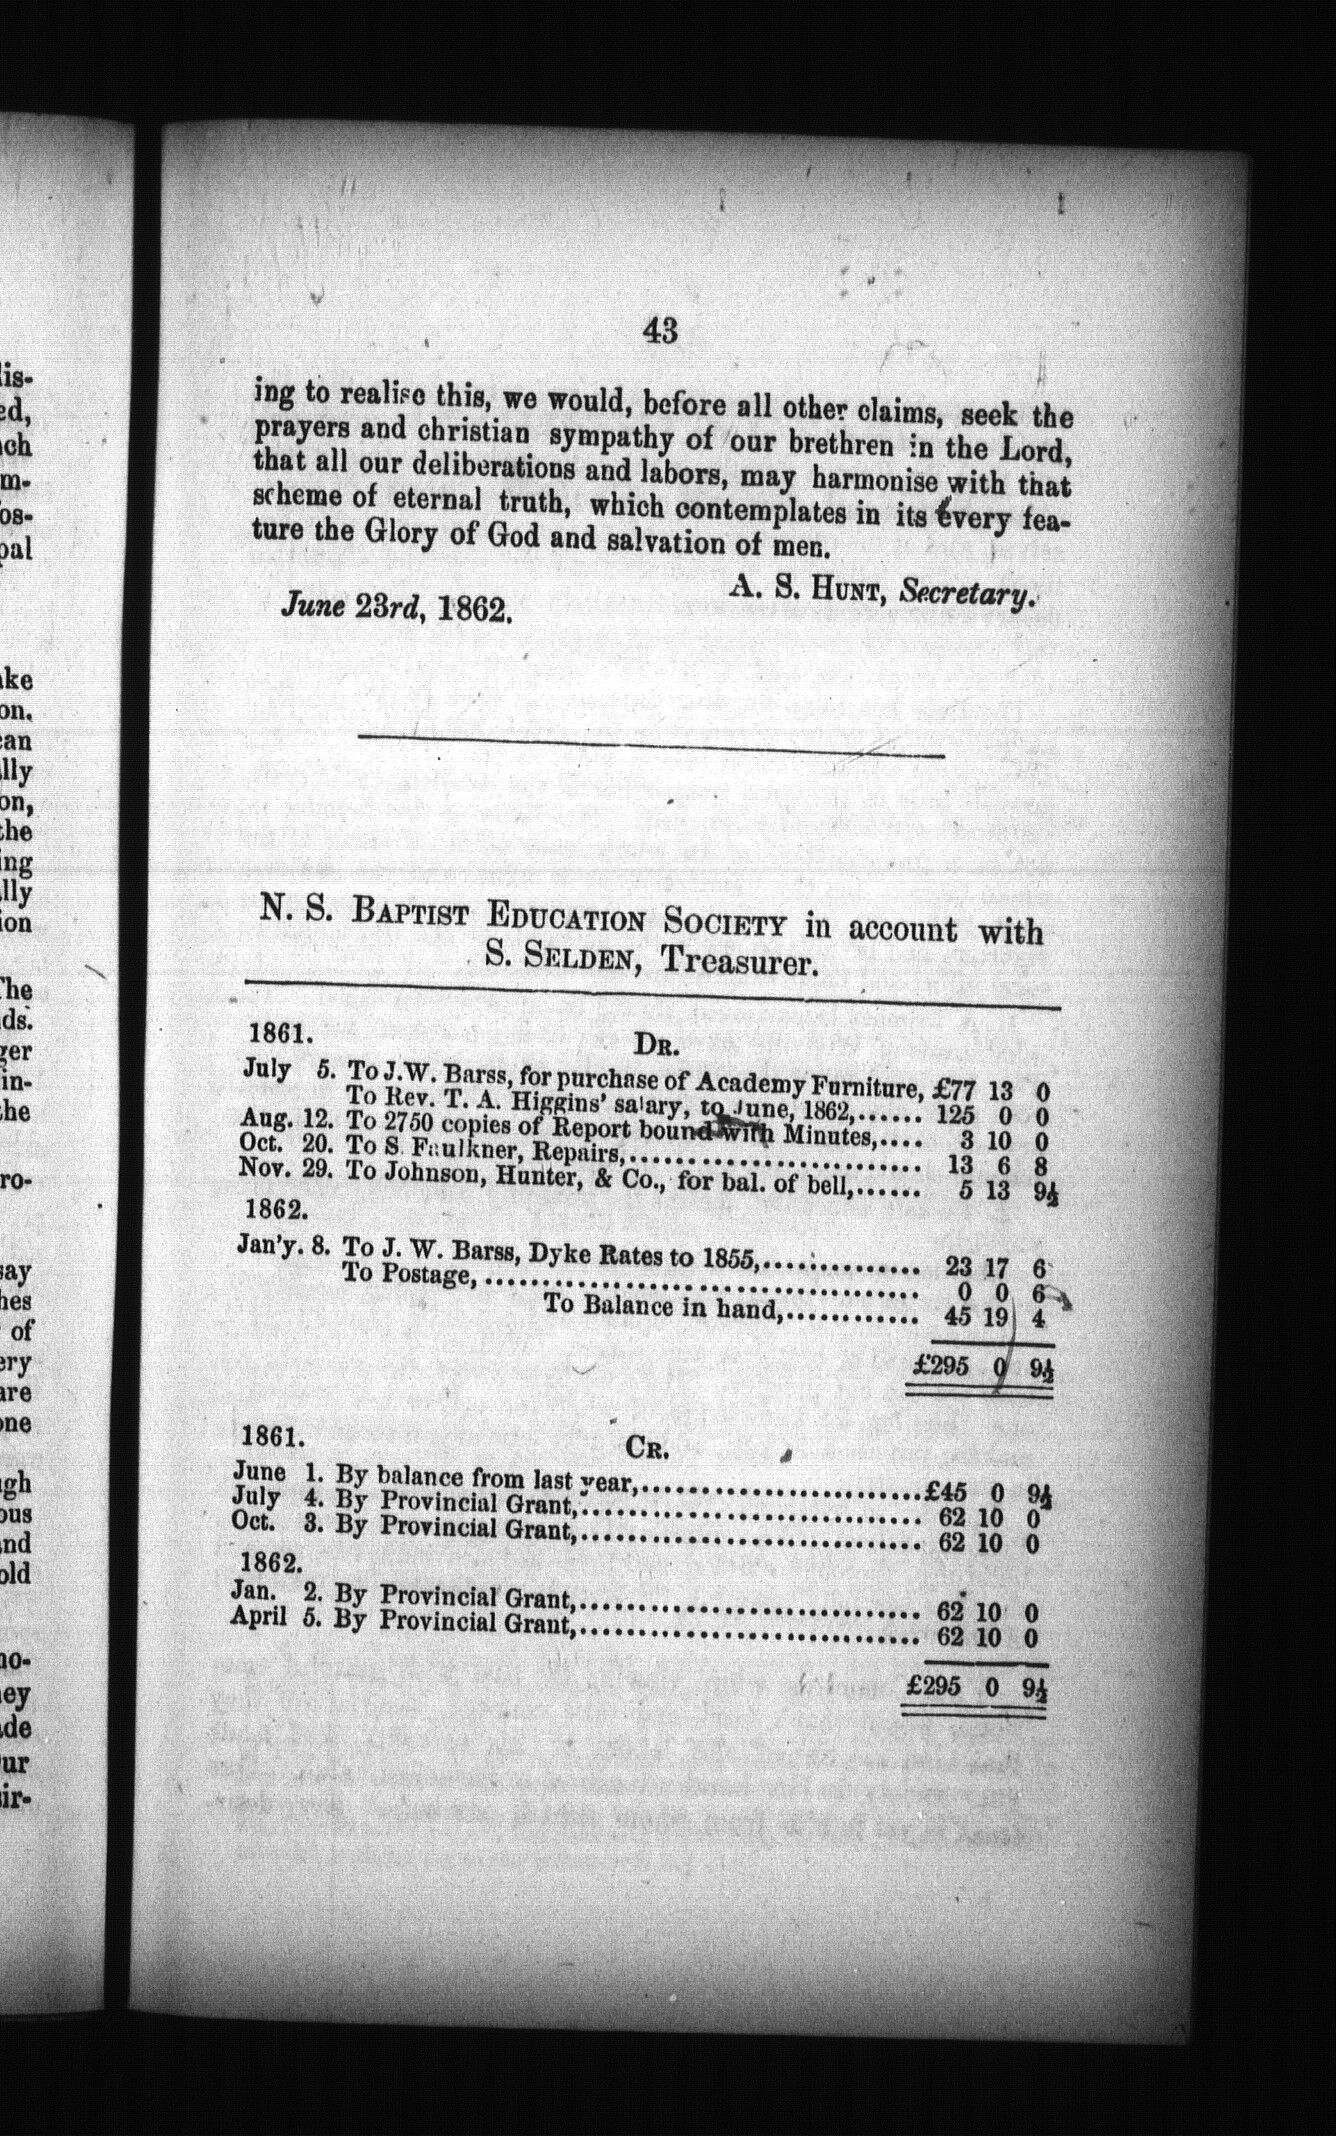 43
ing to realise this, we would, before all other claims, seek the
prayers and christian sympathy of our brethren in the Lord,
that all our deliberations and labors, may harmonise with that
scheme of eternal truth, which contemplates in its every fea-
ture the Glory of God and salvation of men.
A. S. HUNT, Secretary.
June 23rd, 1862.
N. S. BAPTIST EDUCATION SOCIETY in account with
S. SELDEN, Treasurer.
1861. DR.
July 5. To J.W. Barss, for purchase of Academy Furniture, £77 13 0
To Rev. T. A. Higgins' salary, to June, 1862,...... 125 0 0
Aug. 12. To 2750 copies of Report bound with Minutes,.... 3 10 0
Oct. 20. To S. Faulkner, Repairs,.......................... 13 6 8
Nov. 29. To Johnson, Hunter, & Co., for bal. of bell,...... 5 13 9½
1862.
Jan'y. 8. To J. W. Barss, Dyke Rates to 1855,.............. 23 17 6
To Postage,...................................... 0 0 6
To Balance in hand,............ 45 19 4
£295 0 9½
1861. CR.
June 1. By balance from last year,.........................£45 0 9½
July 4. By Provincial Grant,.............................. 62 10 0
Oct. 3. By Provincial Grant,.............................. 62 10 0
1862.
Jan. 2. By Provincial Grant,.............................. 62 10 0
April 5. By Provincial Grant,.............................. 62 10 0
£295 0 9½